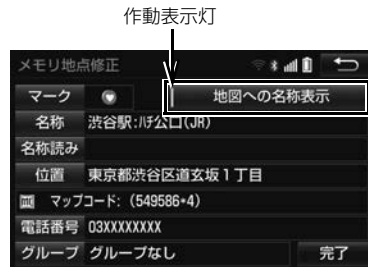 作動表示灯
メモリ地点修正
マーク 地図への名称表示
名称 渋谷駅:ハチ公口(JR)
名称読み
位置 東京都渋谷区道玄坂1丁目
マップコード:(549586*4)
電話番号 03XXXXXXXX
グループ グループなし 完了